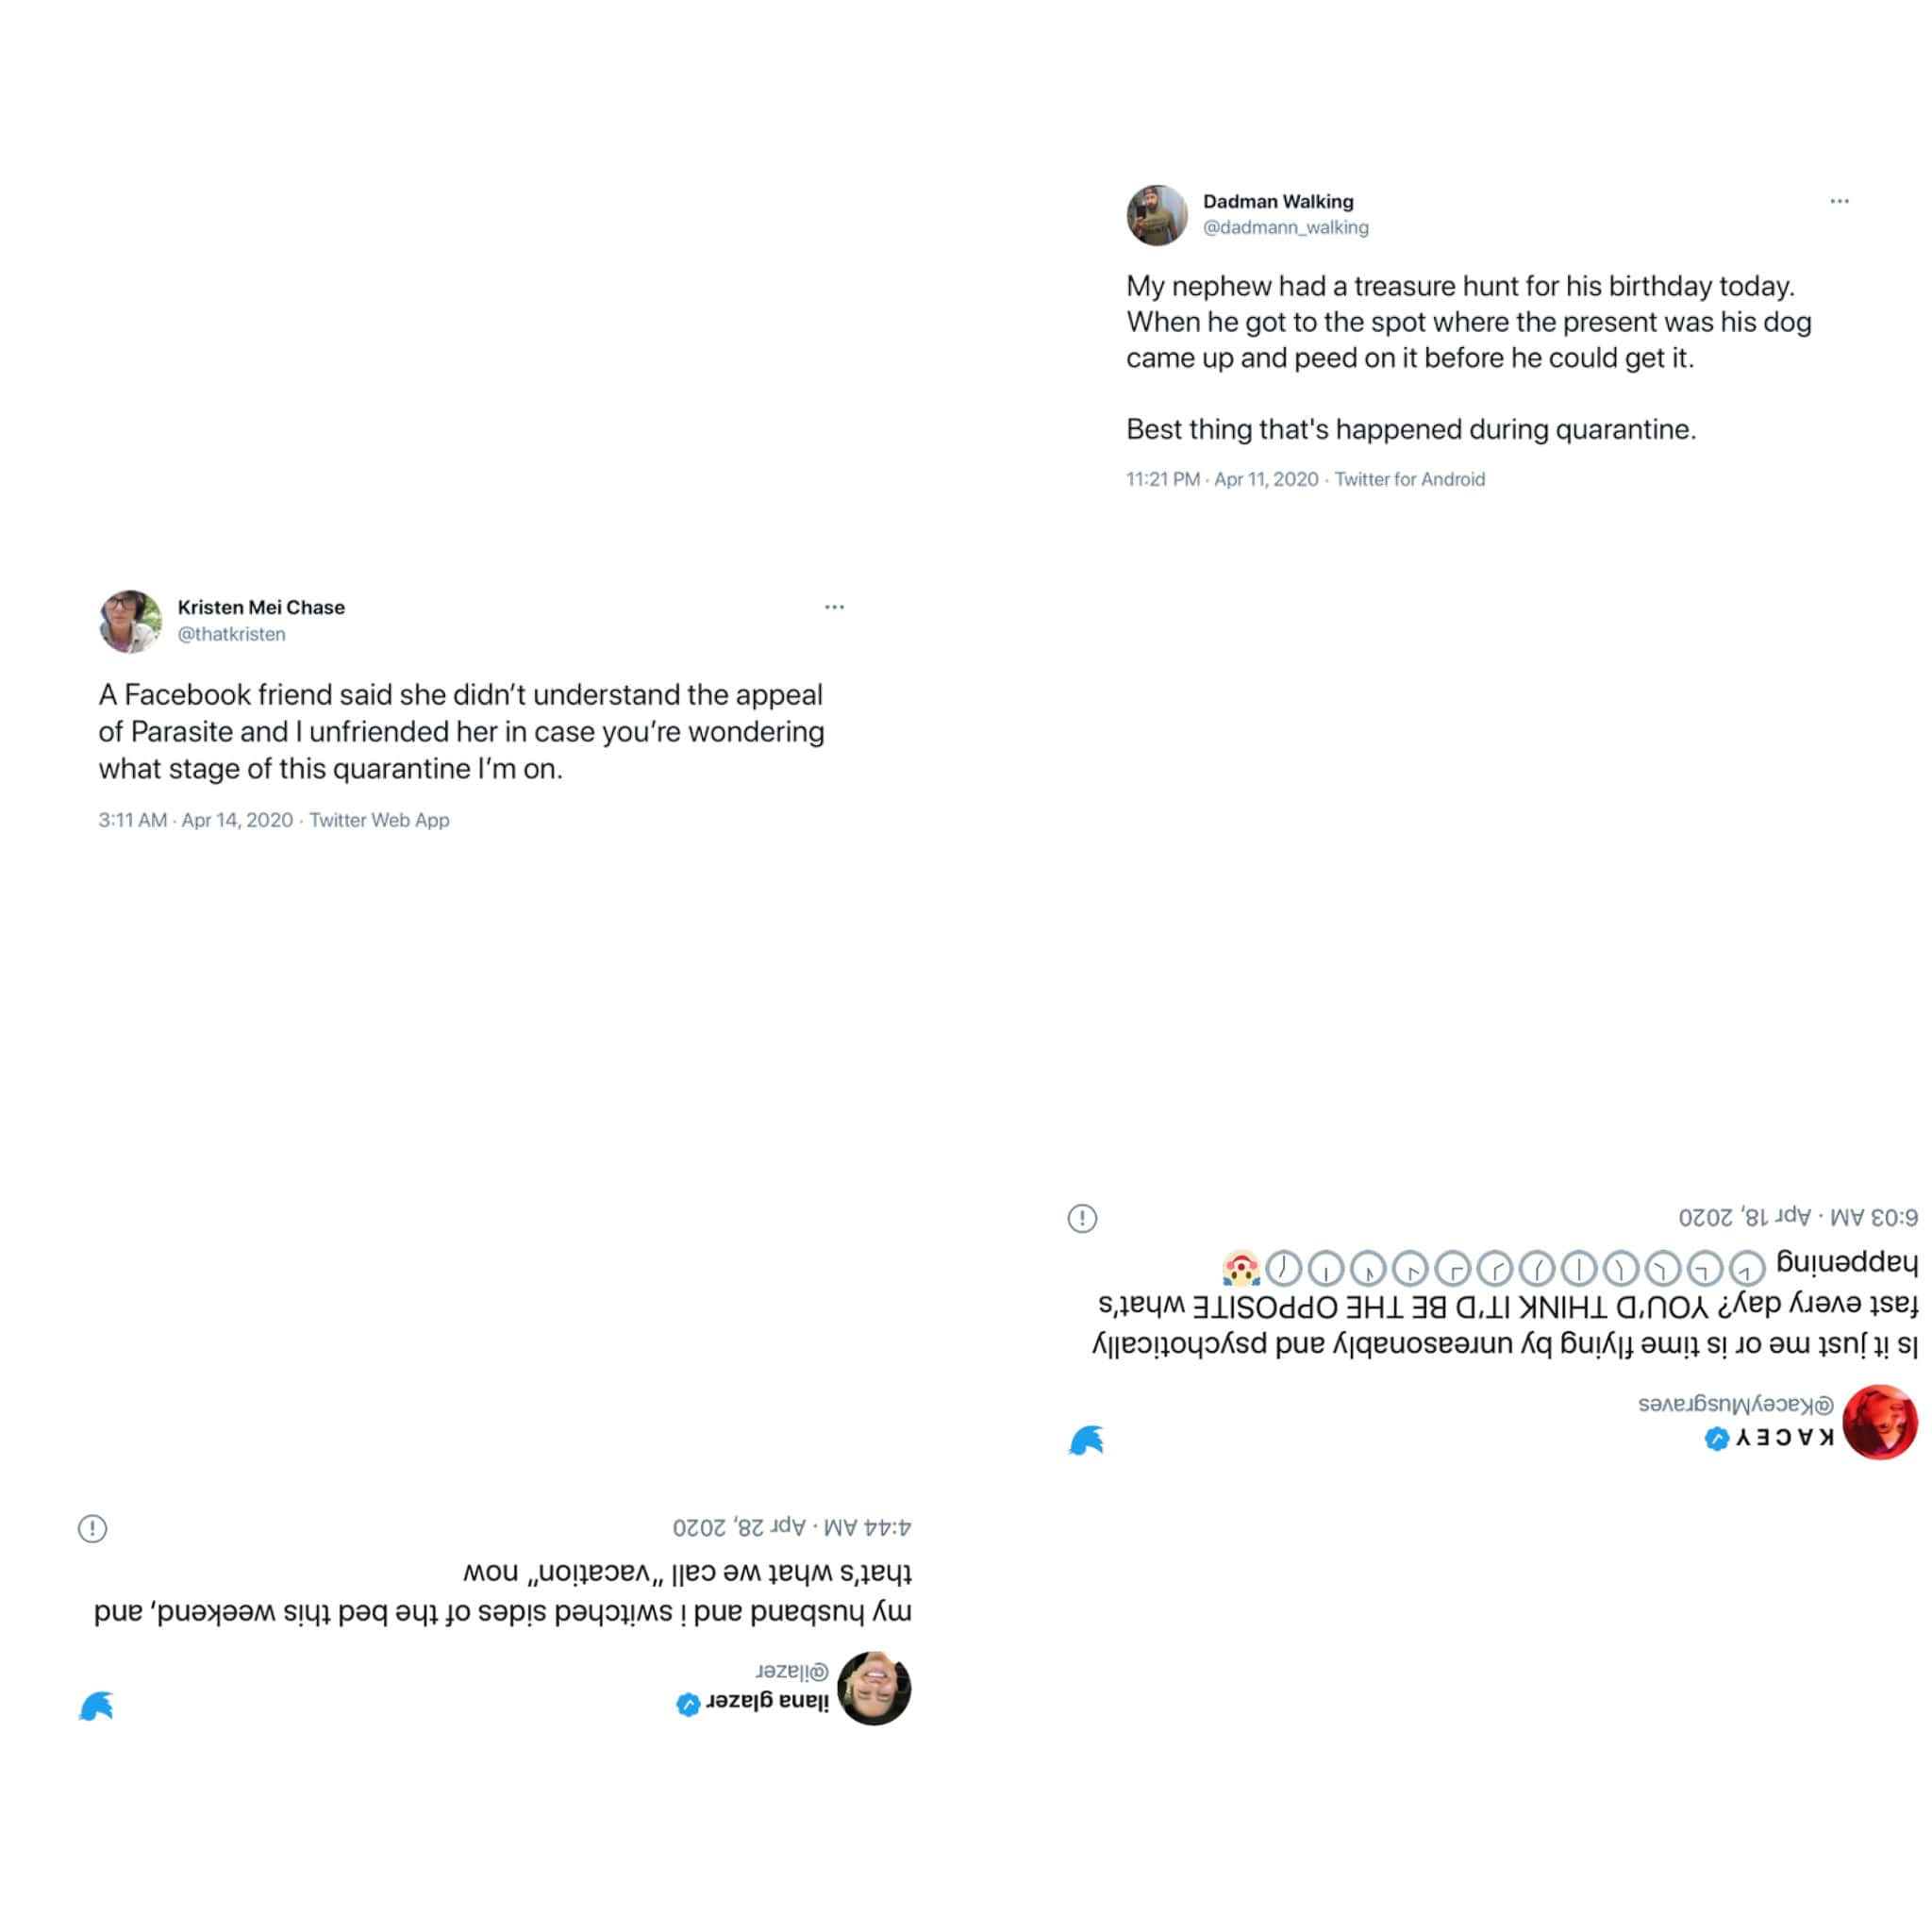 Dadman Walking
@dadmann_walking
My nephew had a treasure hunt for his birthday today.
When he got to the spot where the present was his dog
came up and peed on it before he could get it.
Best thing that's happened during quarantine.
11:21 PM · Apr 11, 2020 · Twitter for Android
Kristen Mei Chase
@thatkristen
A Facebook friend said she didn’t understand the appeal
of Parasite and I unfriended her in case you’re wondering
what stage of this quarantine I’m on.
3:11 AM · Apr 14, 2020 · Twitter Web App
K A C E Y
@KaceyMusgraves
Is it just me or is time flying by unreasonably and psychotically
fast every day? YOU'D THINK IT'D BE THE OPPOSITE what's
happening
6:03 AM · Apr 18, 2020
ilana glazer
@ilazer
my husband and i switched sides of the bed this weekend, and
that’s what we call “vacation” now
4:44 AM · Apr 28, 2020